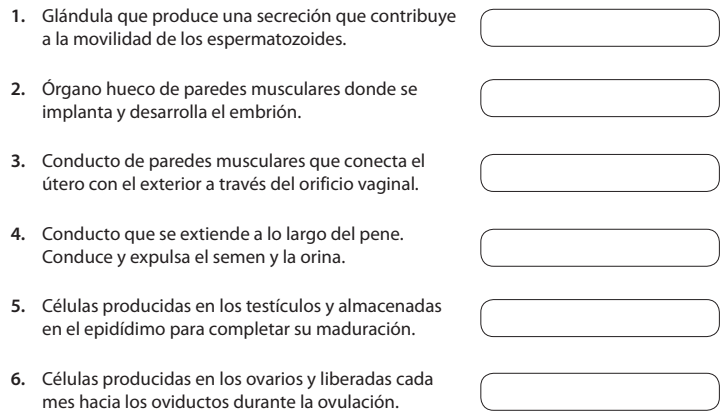 1. Glándula que produce una secreción que contribuye
a la movilidad de los espermatozoides.
2. Órgano hueco de paredes musculares donde se
implanta y desarrolla el embrión.
3. Conducto de paredes musculares que conecta el
útero con el exterior a través del orificio vaginal.
4. Conducto que se extiende a lo largo del pene.
Conduce y expulsa el semen y la orina.
5. Células producidas en los testículos y almacenadas
en el epidídimo para completar su maduración.
6. Células producidas en los ovarios y liberadas cada
mes hacia los oviductos durante la ovulación.